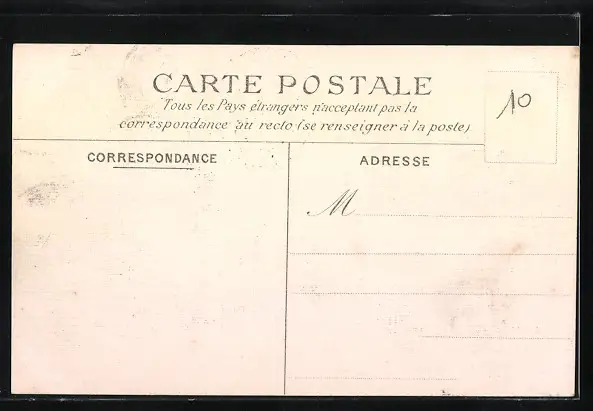 CARTE POSTALE
Tous les Pays étrangers n'acceptant pas la
correspondance au recto (se renseigner à la poste)
10
CORRESPONDANCE
ADRESSE
M